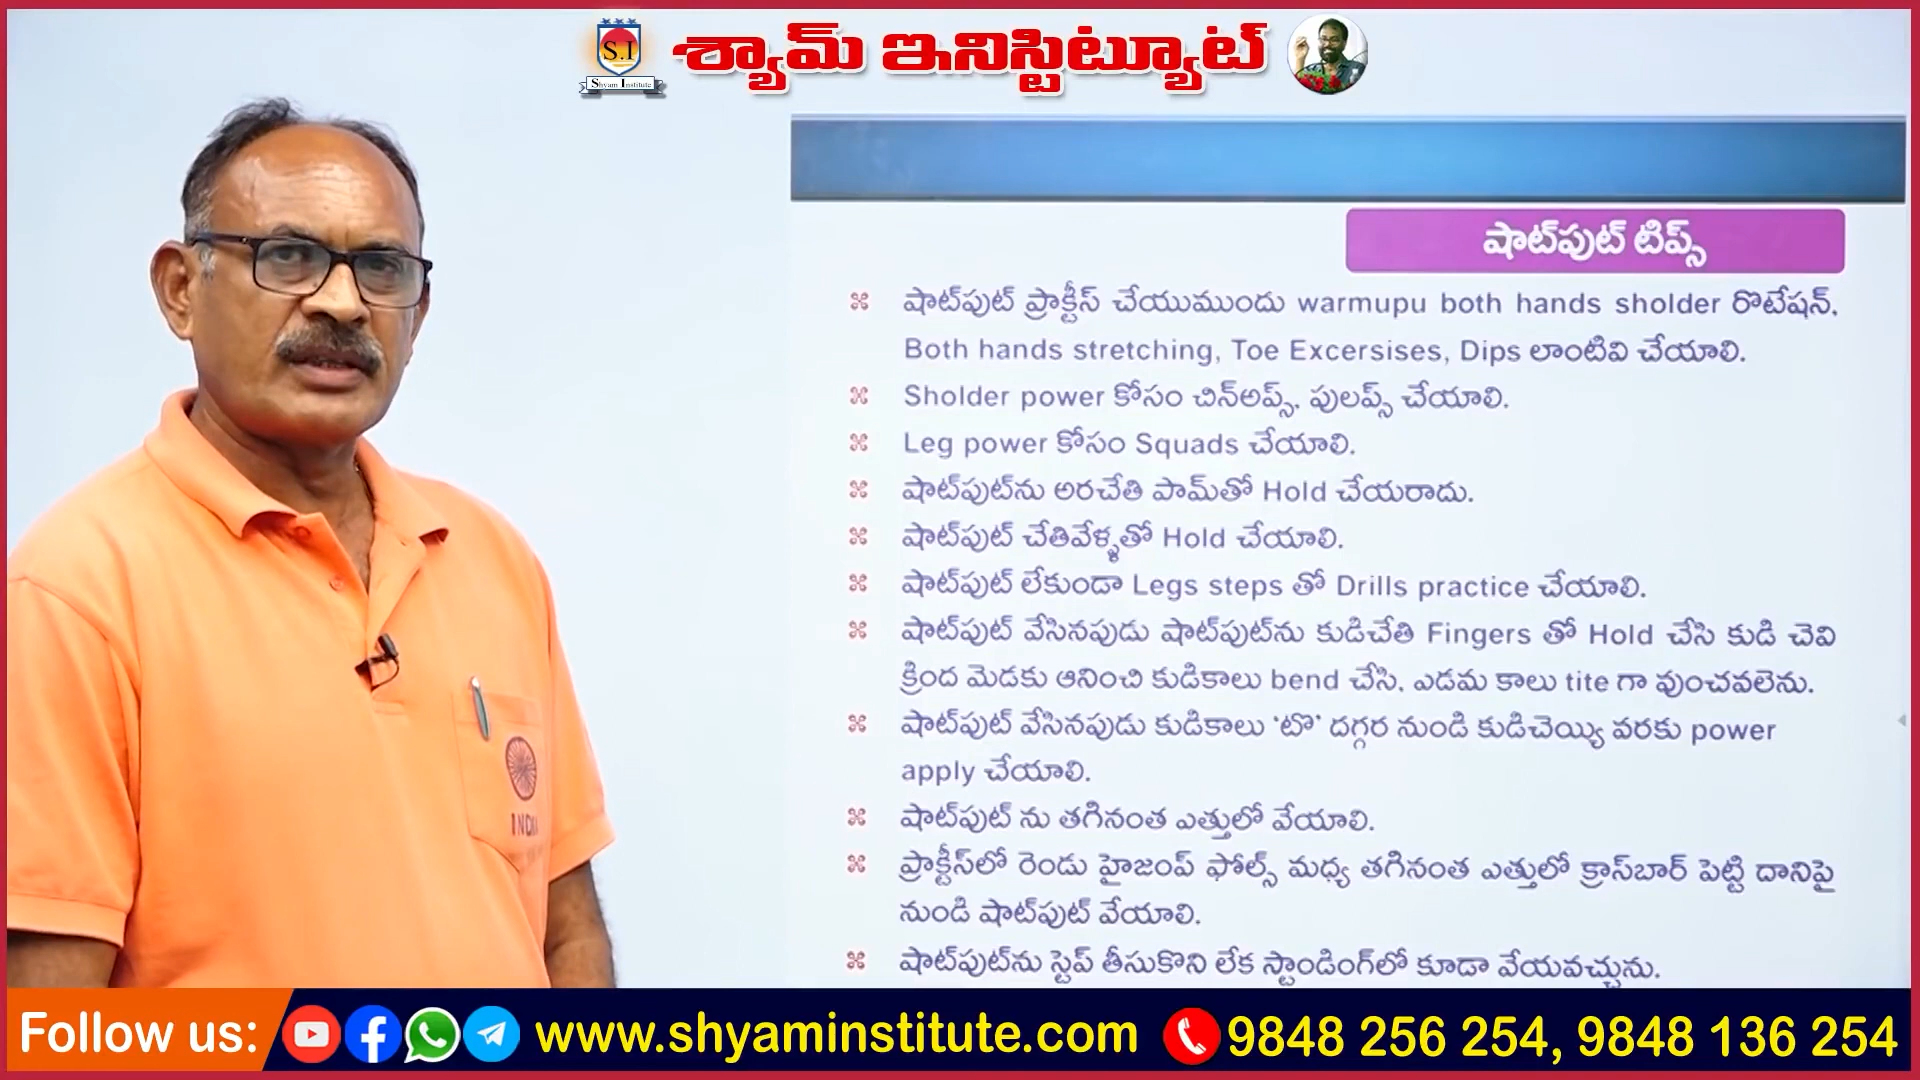 S.I
Shyam Institute
శ్యామ్ ఇనిస్టిట్యూట్
షాట్‌పుట్ టిప్స్
షాట్‌పుట్ ప్రాక్టీస్ చేయుముందు warmupu both hands sholder రొటేషన్,
Both hands stretching, Toe Excersises, Dips లాంటివి చేయాలి.
Sholder power కోసం చిన్‌అప్స్, పులప్స్ చేయాలి.
Leg power కోసం Squads చేయాలి.
షాట్‌పుట్‌ను అరచేతి పామ్‌తో Hold చేయరాదు.
షాట్‌పుట్ చేతివేళ్ళతో Hold చేయాలి.
షాట్‌పుట్ లేకుండా Legs steps తో Drills practice చేయాలి.
షాట్‌పుట్ వేసినపుడు షాట్‌పుట్‌ను కుడిచేతి Fingers తో Hold చేసి కుడి చెవి
క్రింద మెడకు ఆనించి కుడికాలు bend చేసి, ఎడమ కాలు tite గా వుంచవలెను.
షాట్‌పుట్ వేసినపుడు కుడికాలు ‘టొ’ దగ్గర నుండి కుడిచెయ్యి వరకు power
apply చేయాలి.
షాట్‌పుట్ ను తగినంత ఎత్తులో వేయాలి.
ప్రాక్టీస్‌లో రెండు హైజంప్ ఫోల్స్ మధ్య తగినంత ఎత్తులో క్రాస్‌బార్ పెట్టి దానిపై
నుండి షాట్‌పుట్ వేయాలి.
షాట్‌పుట్‌ను స్టెప్ తీసుకొని లేక స్టాండింగ్‌లో కూడా వేయవచ్చును.
INDIA
Follow us:
www.shyaminstitute.com
9848 256 254, 9848 136 254